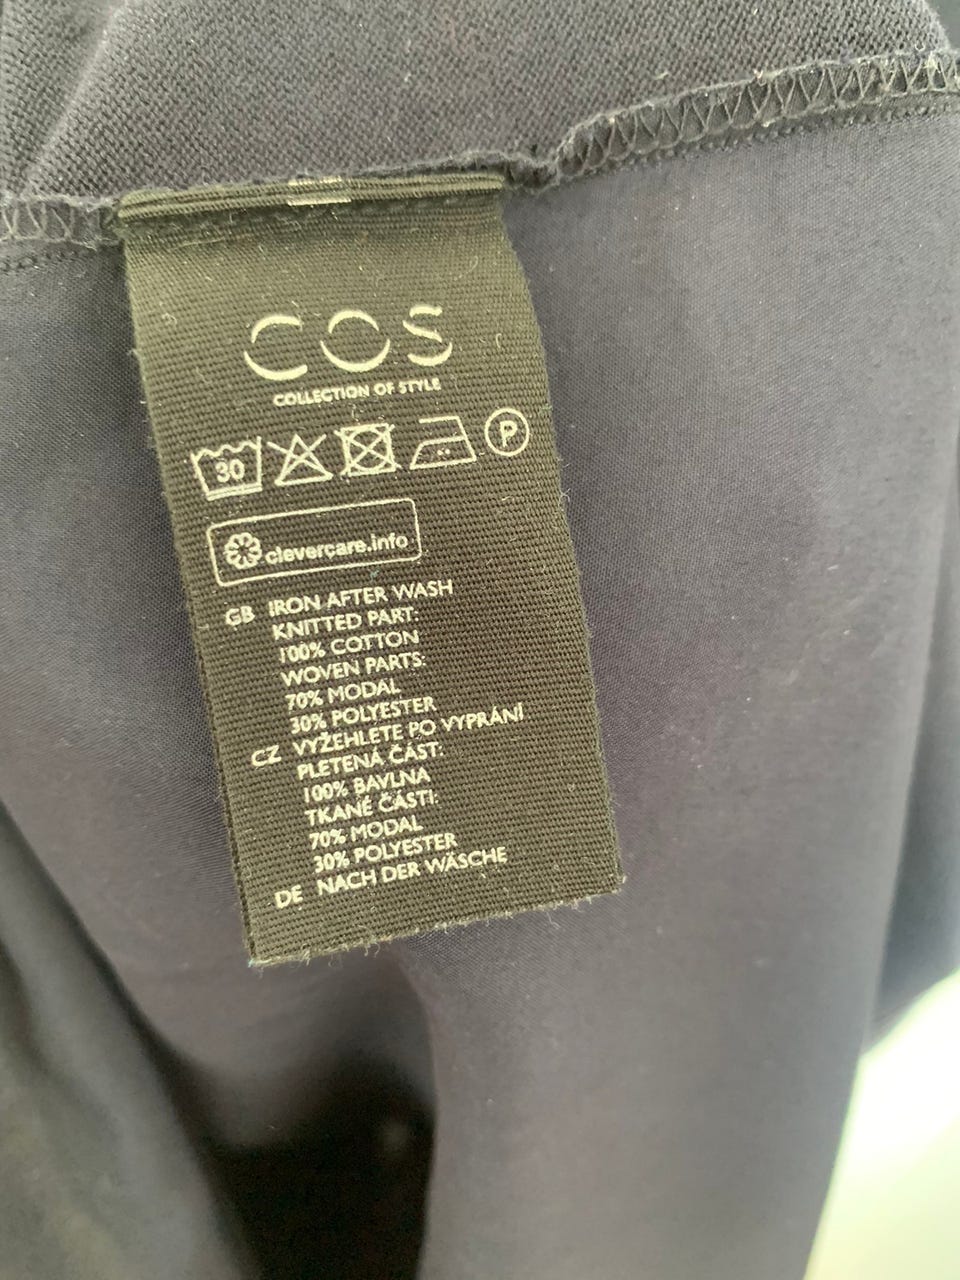 COS
COLLECTION OF STYLE
30
P
clevercare.info
GB IRON AFTER WASH
KNITTED PART:
100% COTTON
WOVEN PARTS:
70% MODAL
30% POLYESTER
CZ VYŽEHLETE PO VYPRÁNÍ
PLETENÁ ČÁST:
100% BAVLNA
TKANÉ ČÁSTI:
70% MODAL
30% POLYESTER
DE NACH DER WÄSCHE